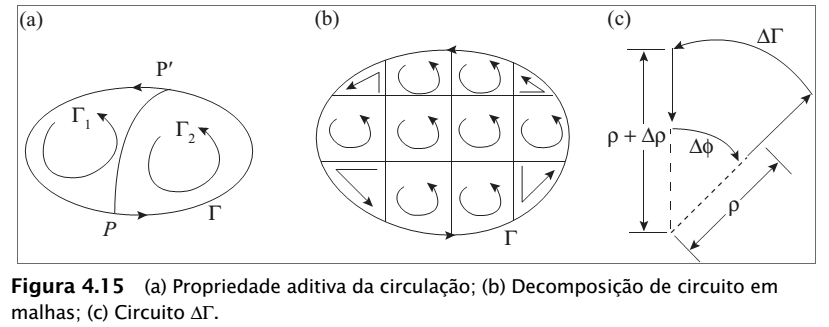 (a)
(b)
(c)
P′
ΔΓ
Γ₁
Γ₂
ρ + Δρ
Δϕ
ρ
Γ
P
Γ
Figura 4.15 (a) Propriedade aditiva da circulação; (b) Decomposição de circuito em
malhas; (c) Circuito ΔΓ.